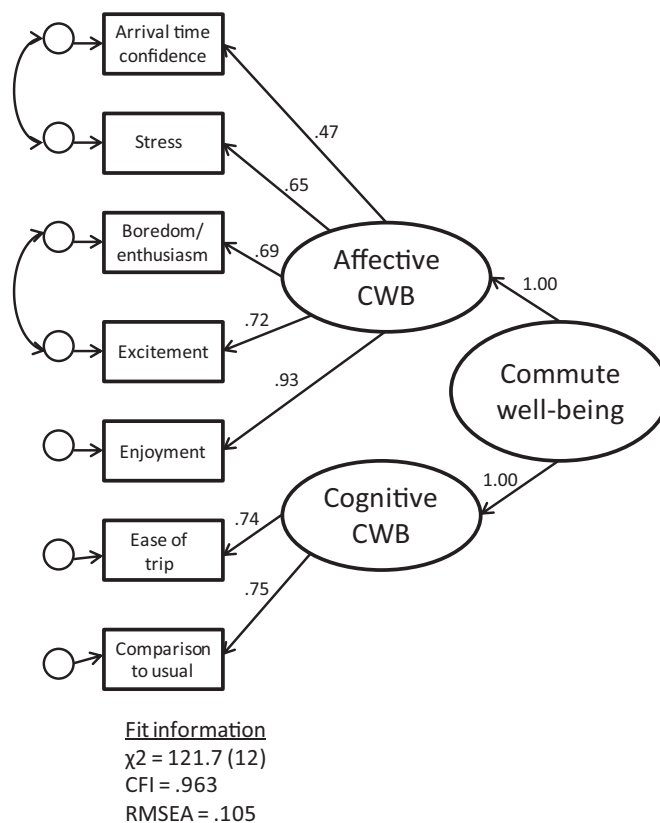 Arrival time
confidence
.47
Stress
.65
Boredom/
enthusiasm
.69
Affective
CWB
1.00
.72
Excitement
.93
Commute
well-being
Enjoyment
1.00
Cognitive
CWB
.74
Ease of
trip
.75
Comparison
to usual
Fit information
χ2 = 121.7 (12)
CFI = .963
RMSEA = .105